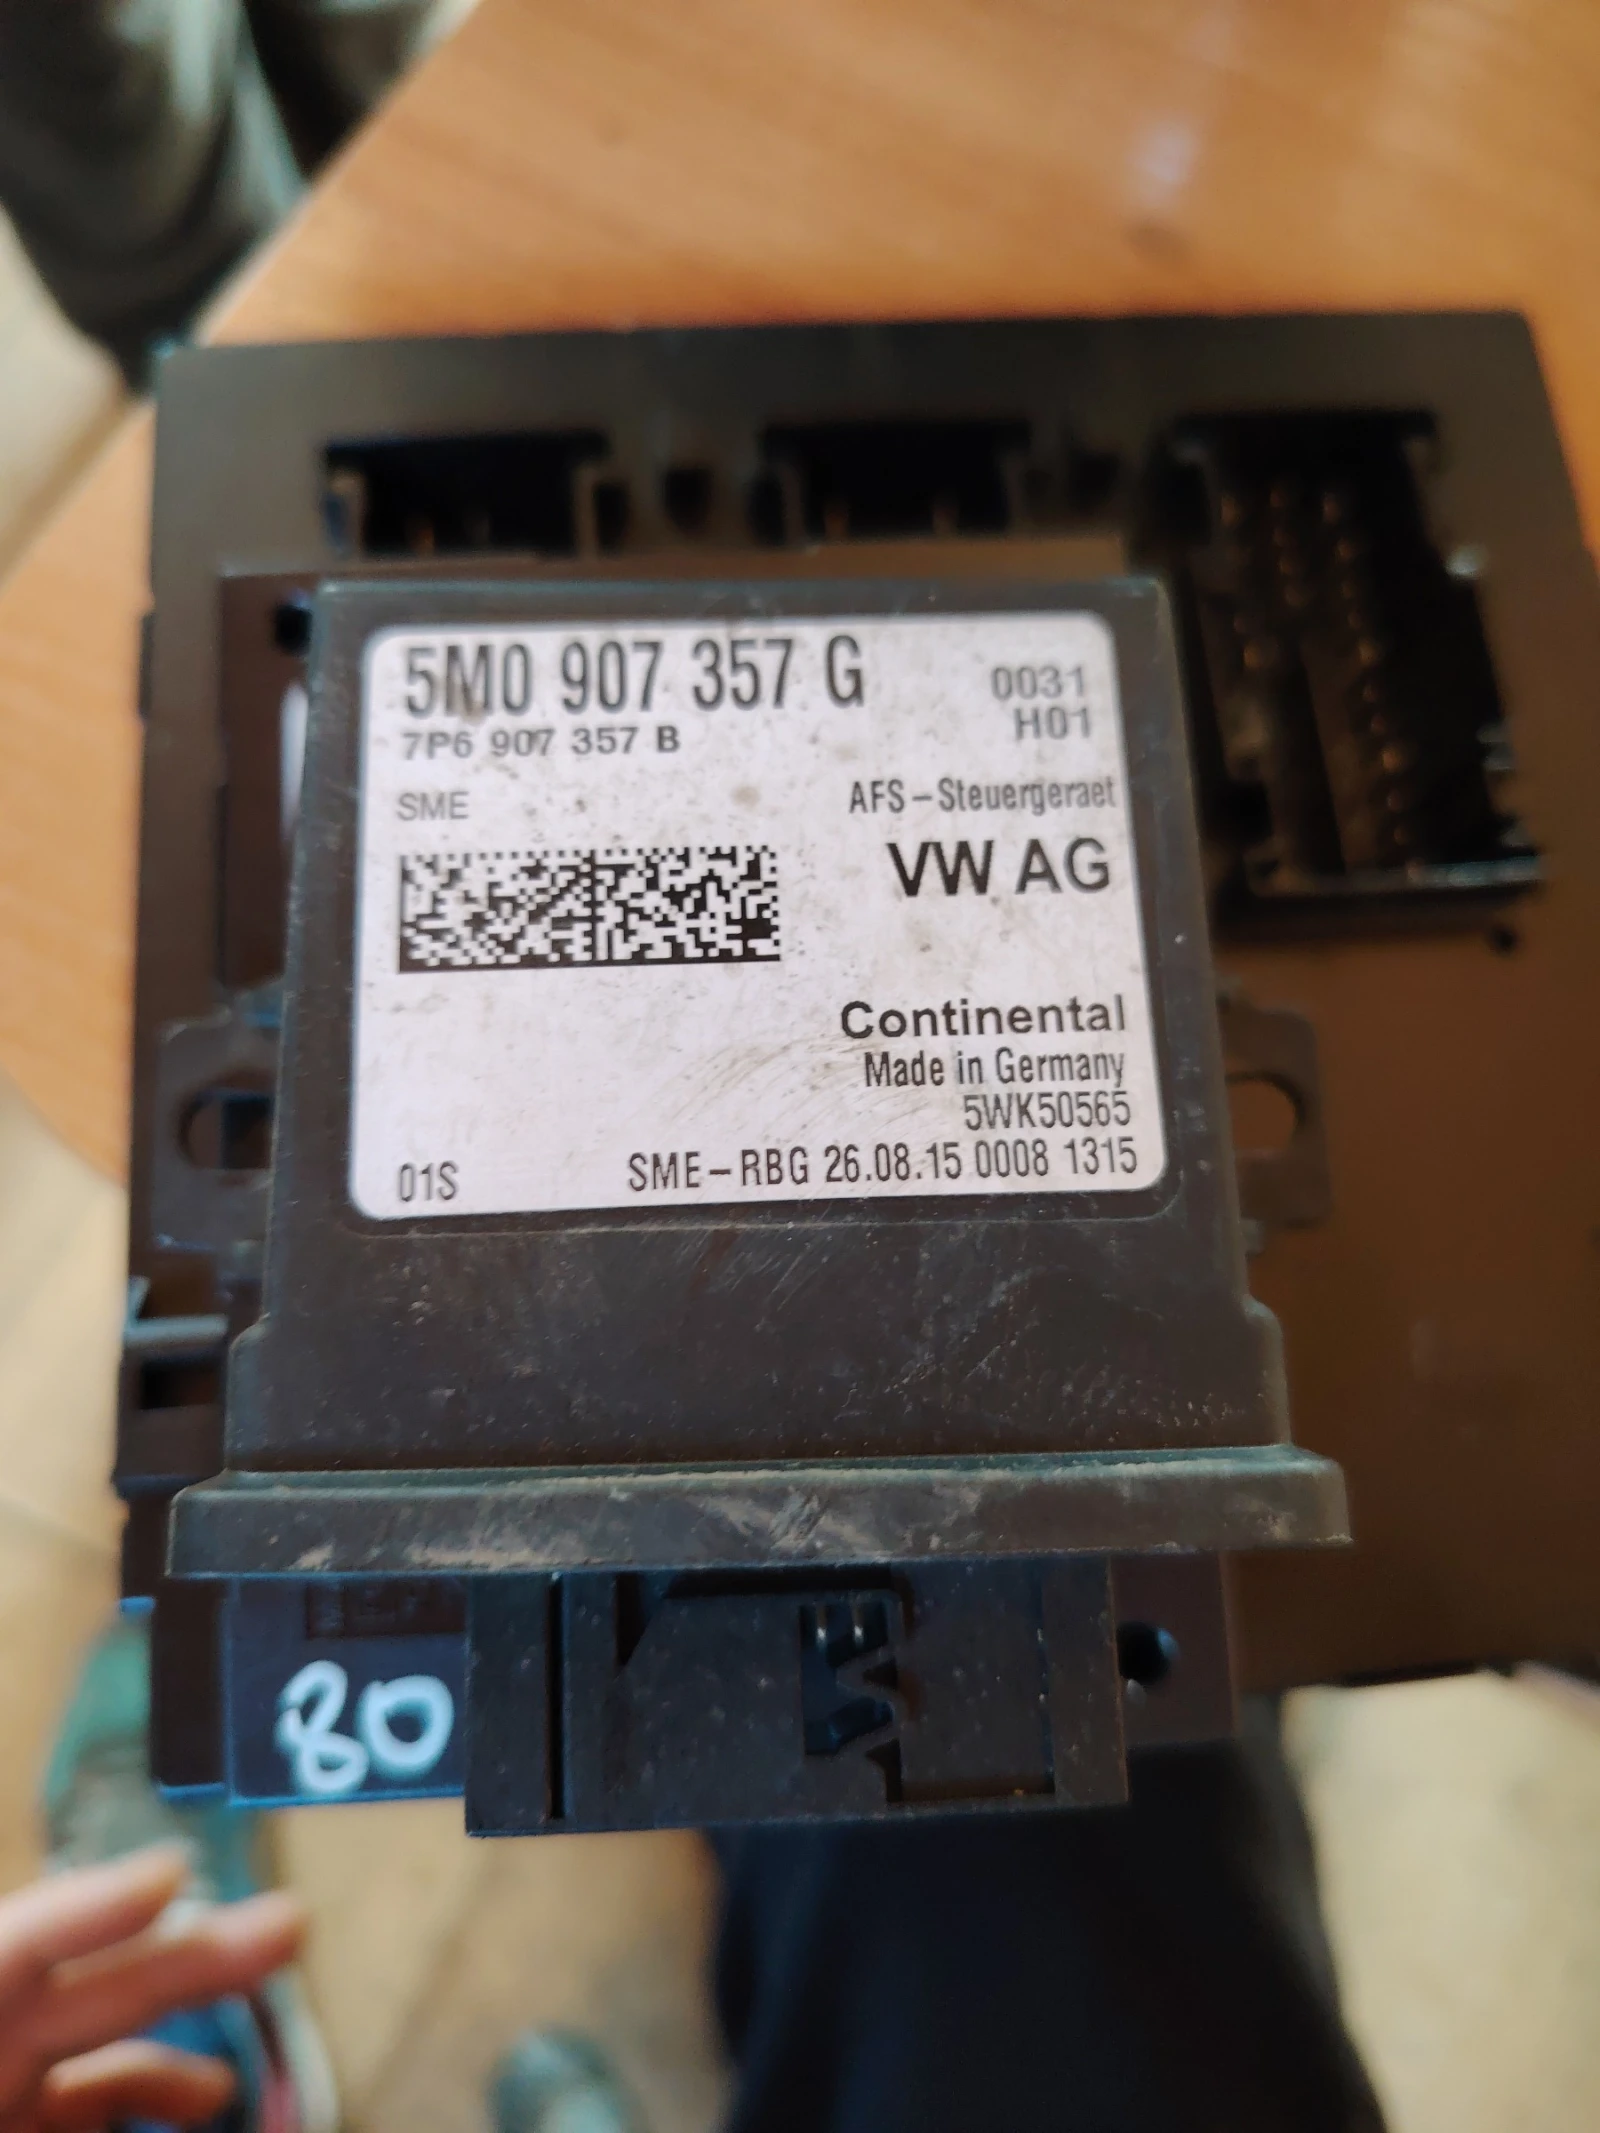 5M0 907 357 G
0031
7P6 907 357 B
H01
SME
AFS-Steuergeraet
VW AG
Continental
Made in Germany
5WK50565
01S
SME-RBG 26.08.15 0008 1315
80